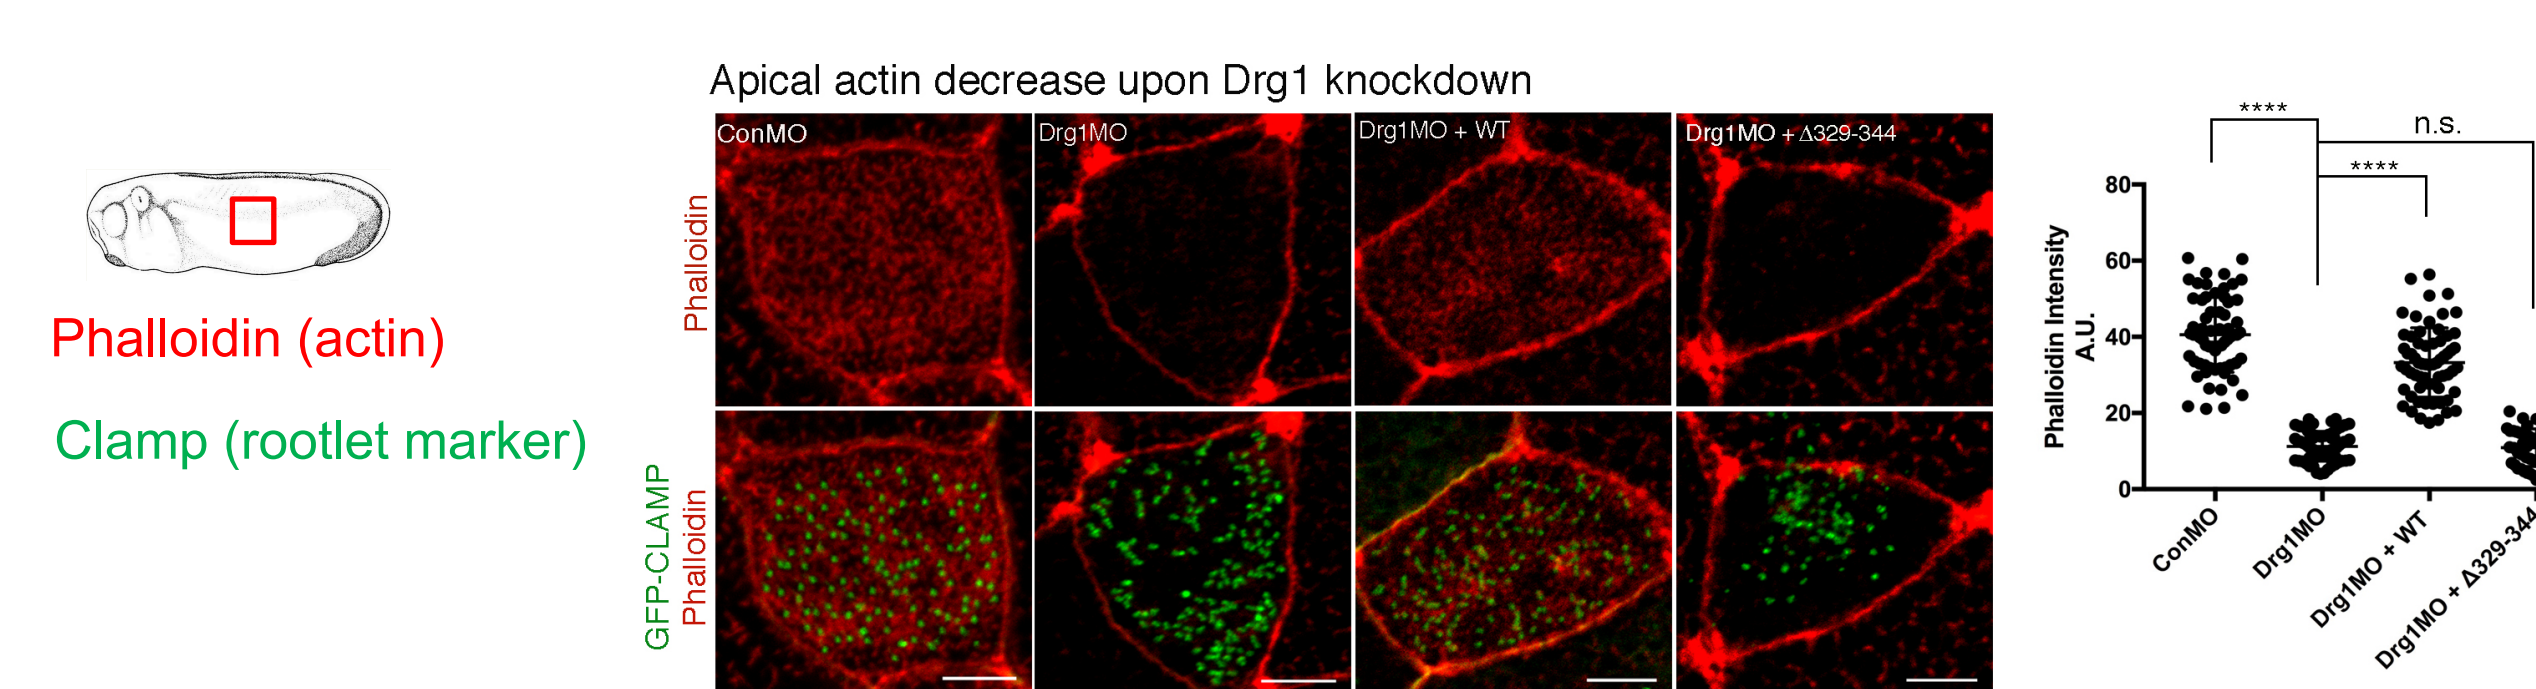 Apical actin decrease upon Drg1 knockdown
Phalloidin (actin)
Clamp (rootlet marker)
Phalloidin
GFP-CLAMP
Phalloidin
ConMO
Drg1MO
Drg1MO + WT
Drg1MO + Δ329-344
****
n.s.
****
Phalloidin Intensity
A.U.
80
60
40
20
0
ConMO
Drg1MO
Drg1MO + WT
Drg1MO + Δ329-344